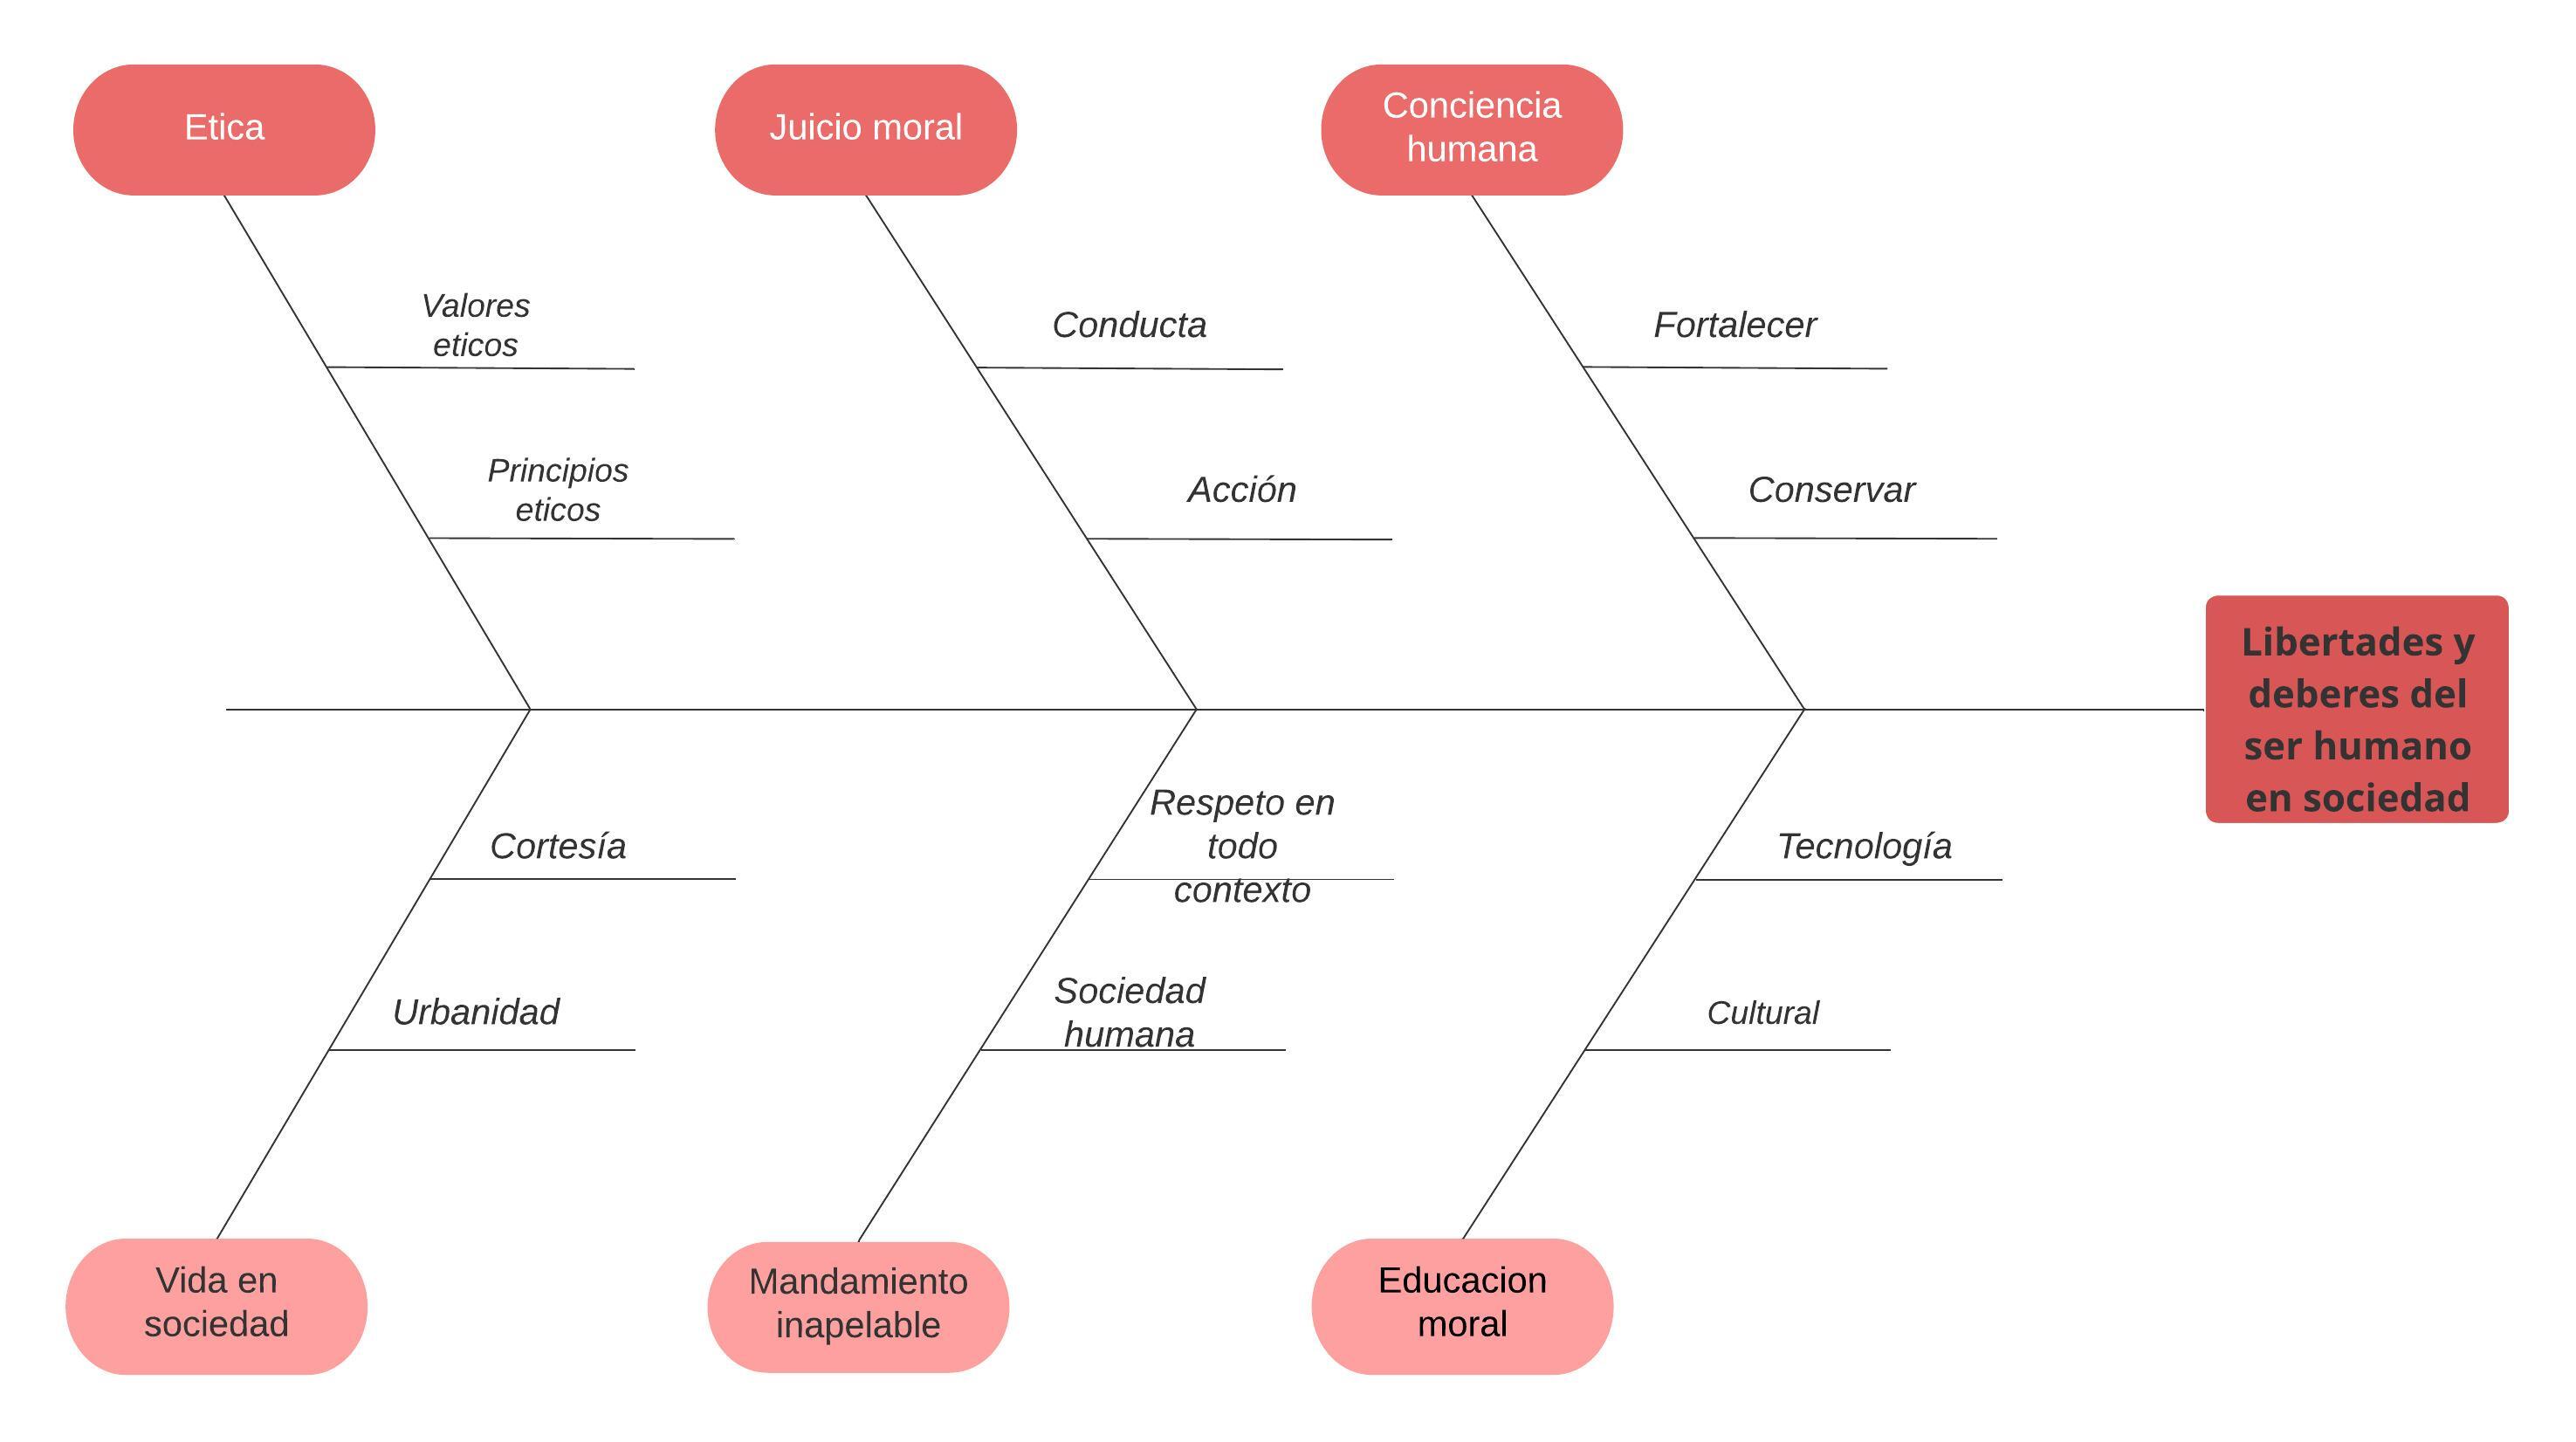 Etica
Juicio moral
Conciencia
humana
Valores
eticos
Conducta
Fortalecer
Principios
eticos
Acción
Conservar
Libertades y
deberes del
ser humano
en sociedad
Cortesía
Respeto en
todo
contexto
Tecnología
Urbanidad
Sociedad
humana
Cultural
Vida en
sociedad
Mandamiento
inapelable
Educacion
moral